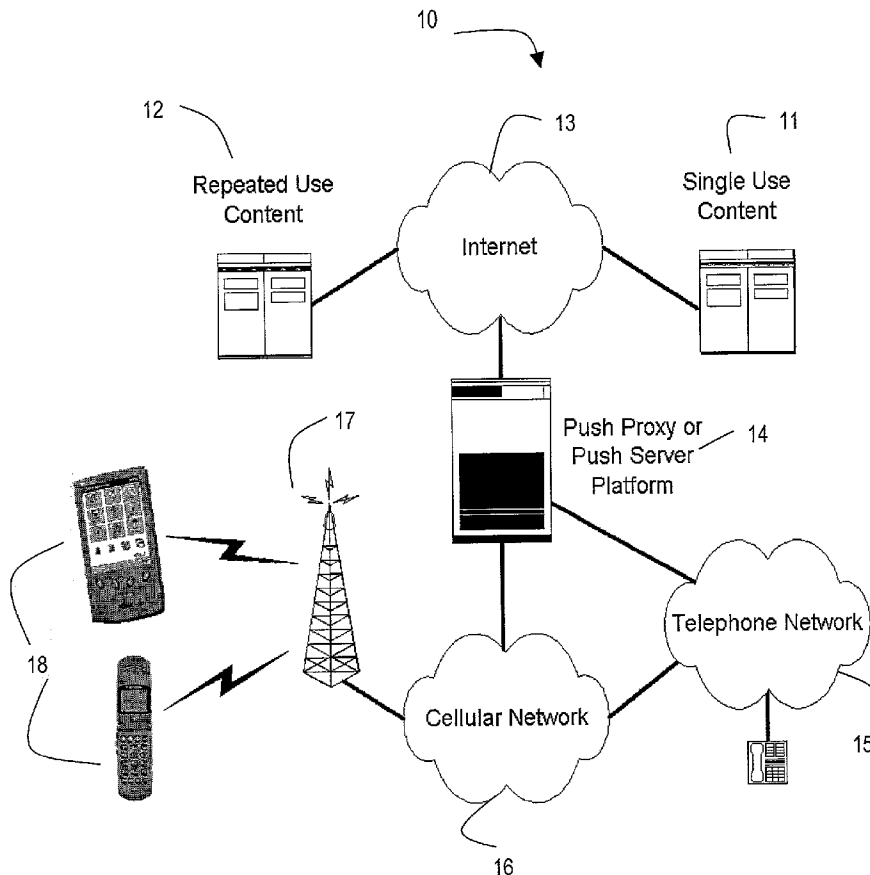 10
12
13
11
Repeated Use
Content
Single Use
Content
Internet
17
Push Proxy or
Push Server
Platform
14
Telephone Network
18
Cellular Network
15
16